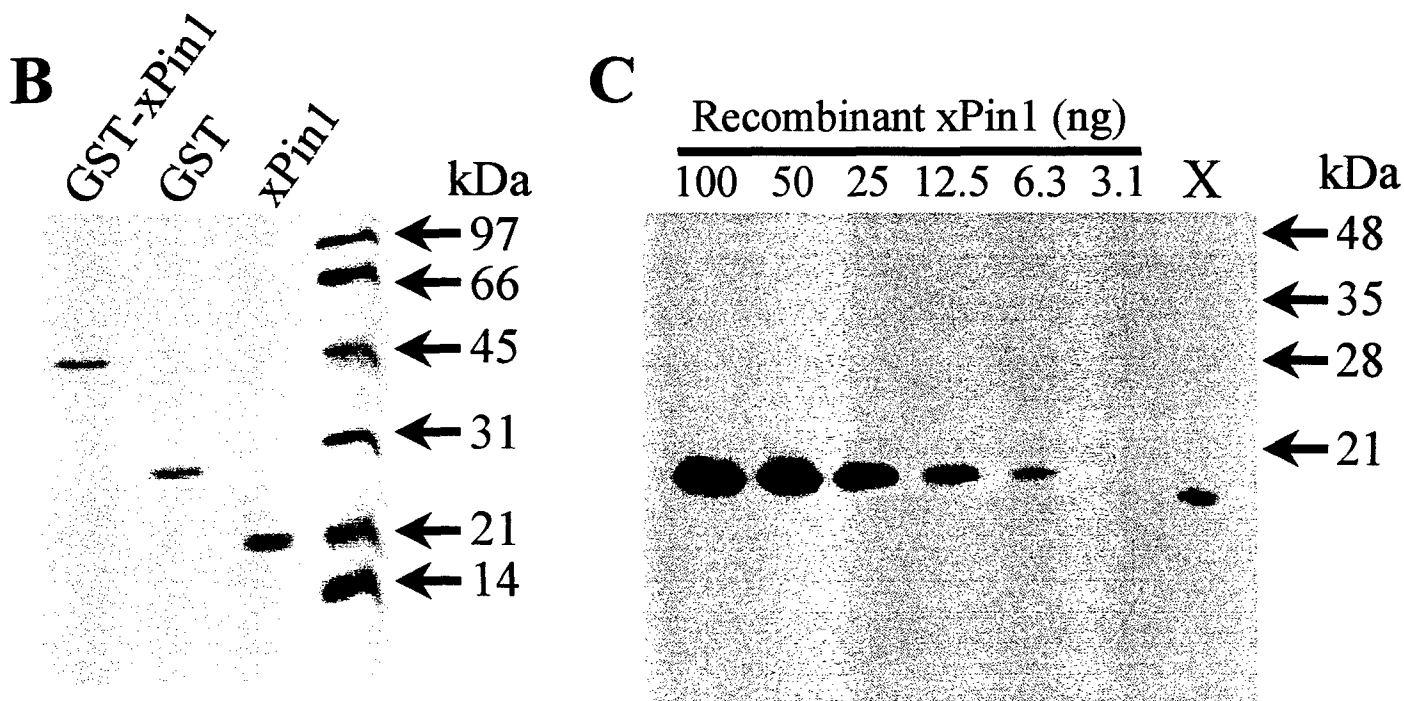 B
GST-xPin1
GST
xPin1
kDa
97
66
45
31
21
14
C
Recombinant xPin1 (ng)
100 50 25 12.5 6.3 3.1 X
kDa
48
35
28
21